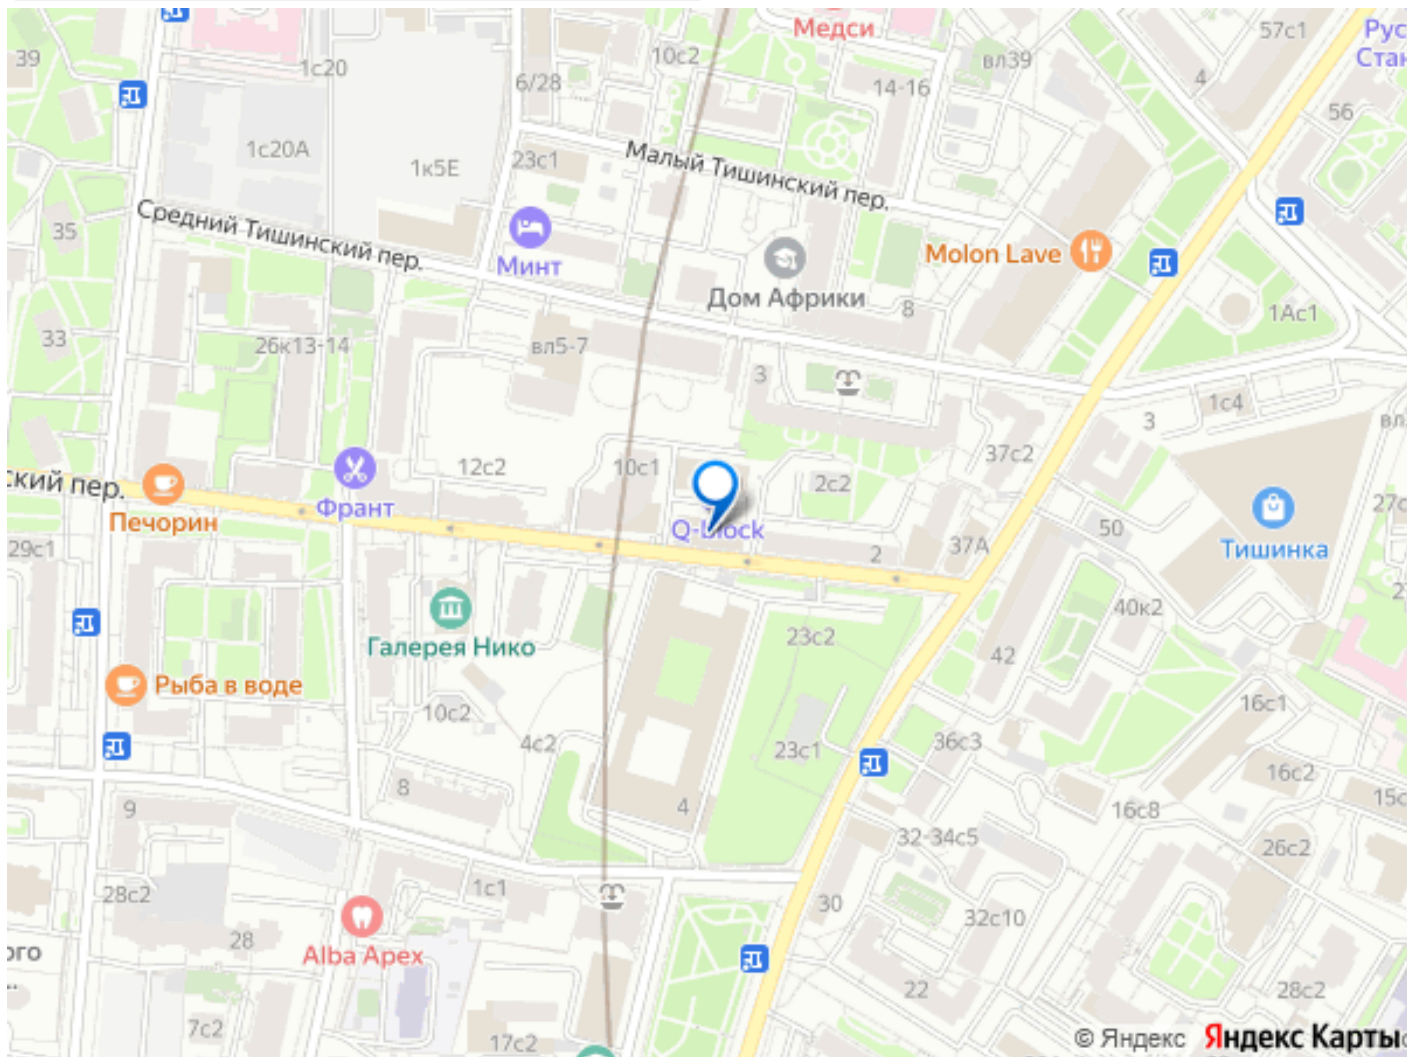 Медси
57с1
Рус
Стан
39
1с20
10с2
вл39
6/28
14-16
4
56
1с20А
1к5Е
23с1
Малый Тишинский пер.
Средний Тишинский пер.
35
Минт
Molon Lave
Дом Африки
8
1Ас1
33
26к13-14
вл5-7
3
1с4
3
вл
37с2
12с2
10с1
2с2
ский пер.
Печорин
Франт
Q-block
2
37А
50
27с
Тишинка
29с1
2
40к2
Галерея Нико
23с2
42
Рыба в воде
10с2
4с2
23с1
36с3
16с1
16с2
15с
8
4
9
16с8
32-34с5
26с2
28с2
1с1
30
32с10
28
Alba Apex
ого
..
22
28с2
7с2
17с2
© Яндекс Яндекс Карты